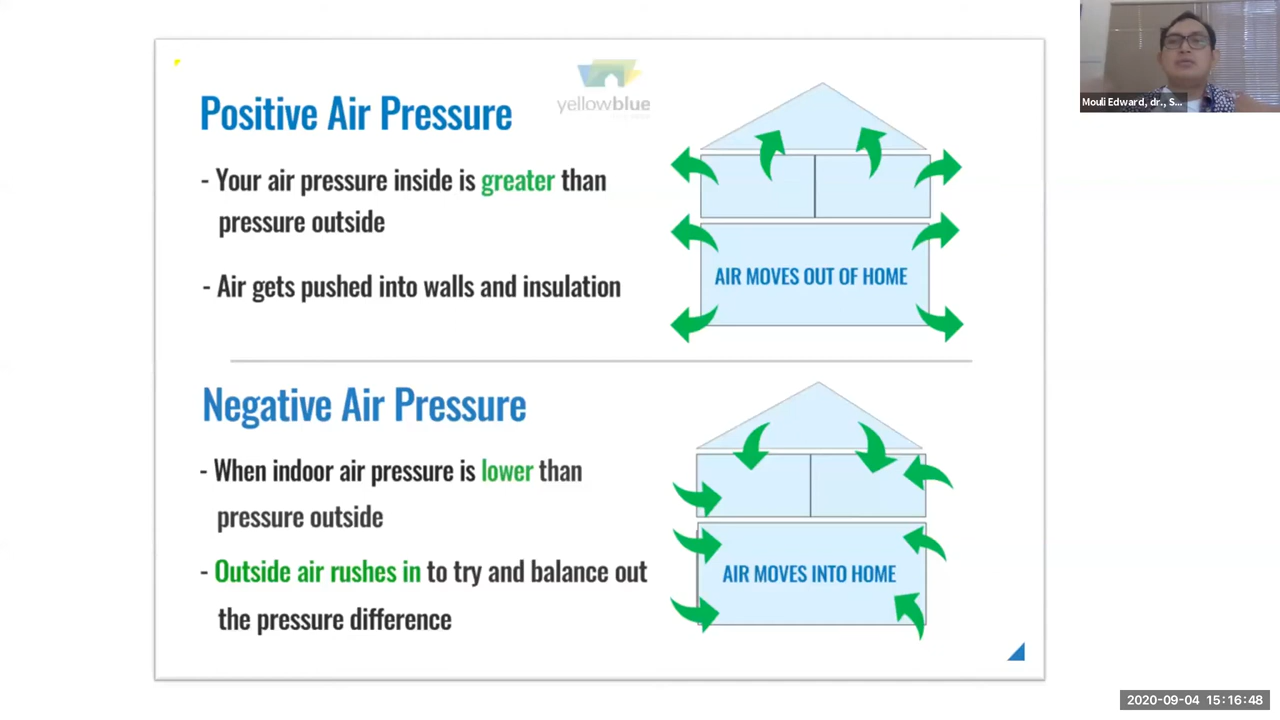 yellowblue
Positive Air Pressure
- Your air pressure inside is greater than
pressure outside
- Air gets pushed into walls and insulation
AIR MOVES OUT OF HOME
Negative Air Pressure
- When indoor air pressure is lower than
pressure outside
- Outside air rushes in to try and balance out
the pressure difference
AIR MOVES INTO HOME
Mouli Edward, dr., S...
2020-09-04 15:16:48